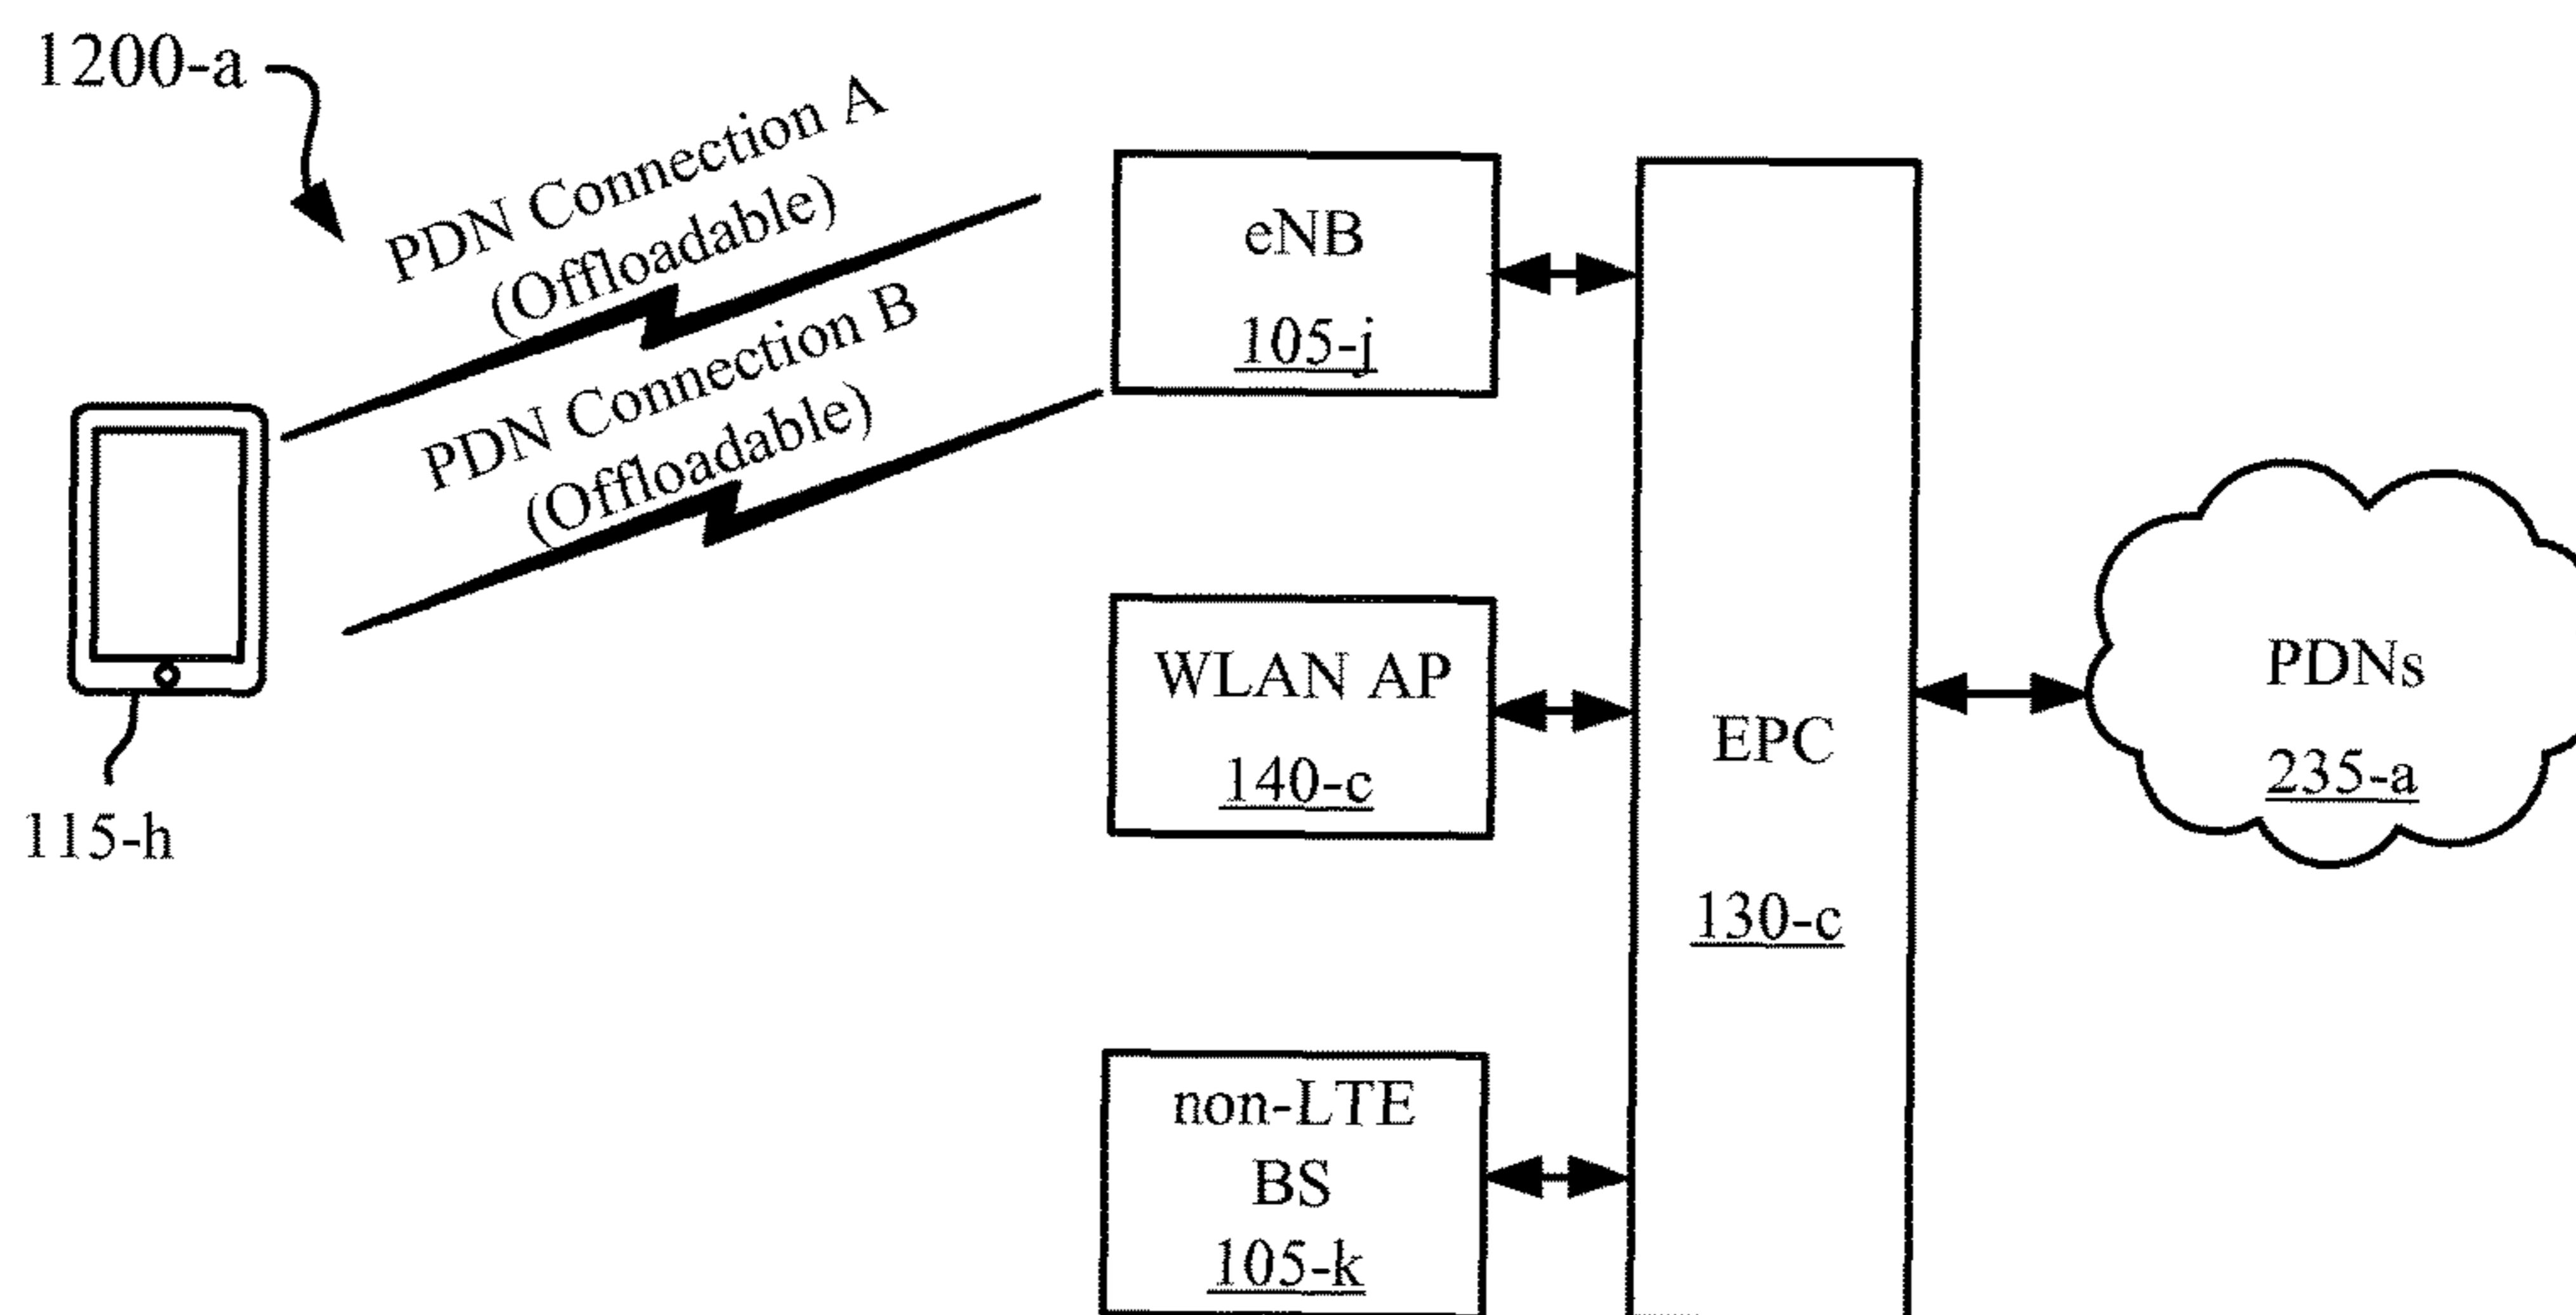 1200-a
PDN Connection A
(Offloadable)
PDN Connection B
(Offloadable)
115-h
eNB
105-j
WLAN AP
140-c
non-LTE
BS
105-k
EPC
130-c
PDNs
235-a